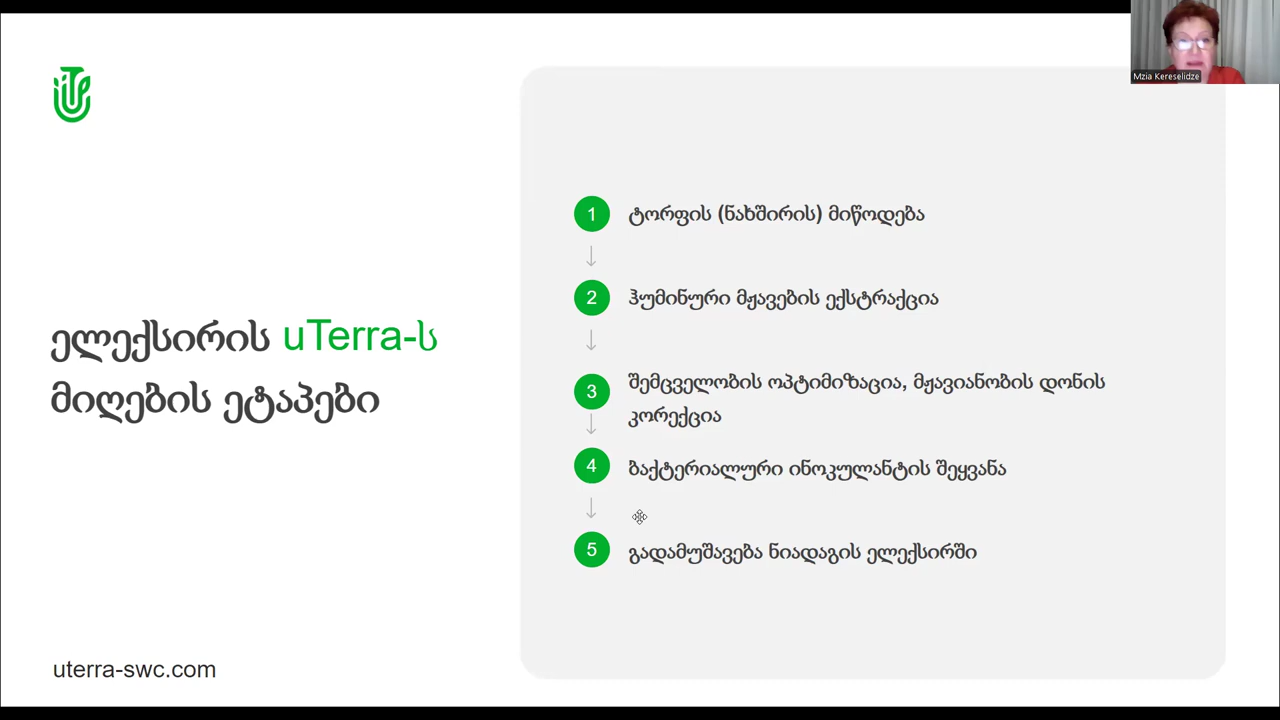 Mzia Kereselidze
ელექსირის uTerra-ს
მიღების ეტაპები
1 ტორფის (ნახშირის) მიწოდება
2 ჰუმინური მჟავების ექსტრაქცია
3 შემცველობის ოპტიმიზაცია, მჟავიანობის დონის
კორექცია
4 ბაქტერიალური ინოკულანტის შეყვანა
5 გადამუშავება ნიადაგის ელექსირში
uterra-swc.com